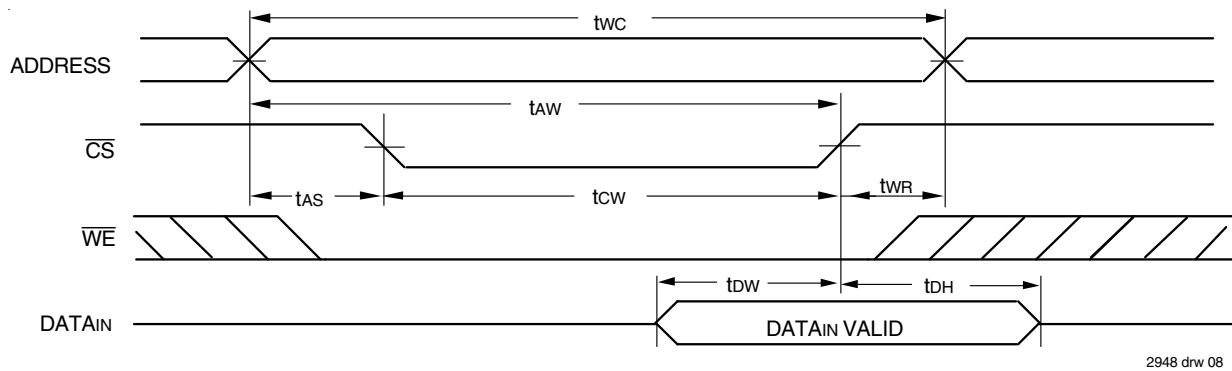 tWC
ADDRESS
tAW
CS
tAS
tCW
tWR
WE
tDW
tDH
DATAIN
DATAIN VALID
2948 drw 08